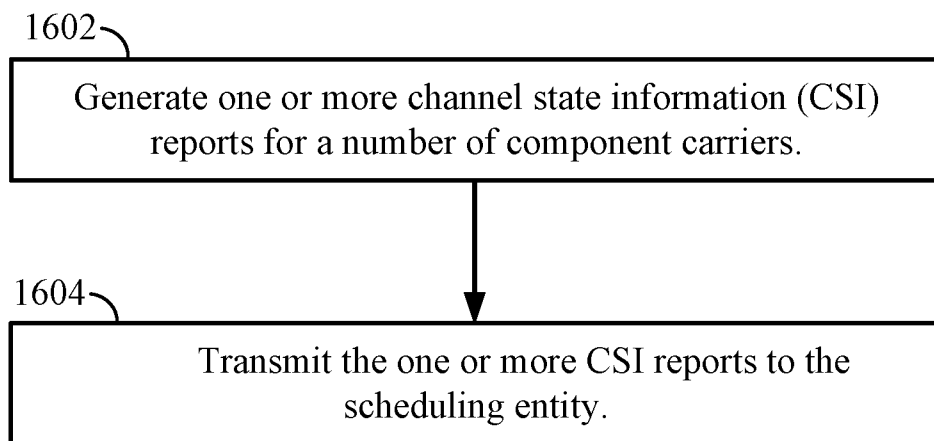 1602
Generate one or more channel state information (CSI)
reports for a number of component carriers.
1604
Transmit the one or more CSI reports to the
scheduling entity.